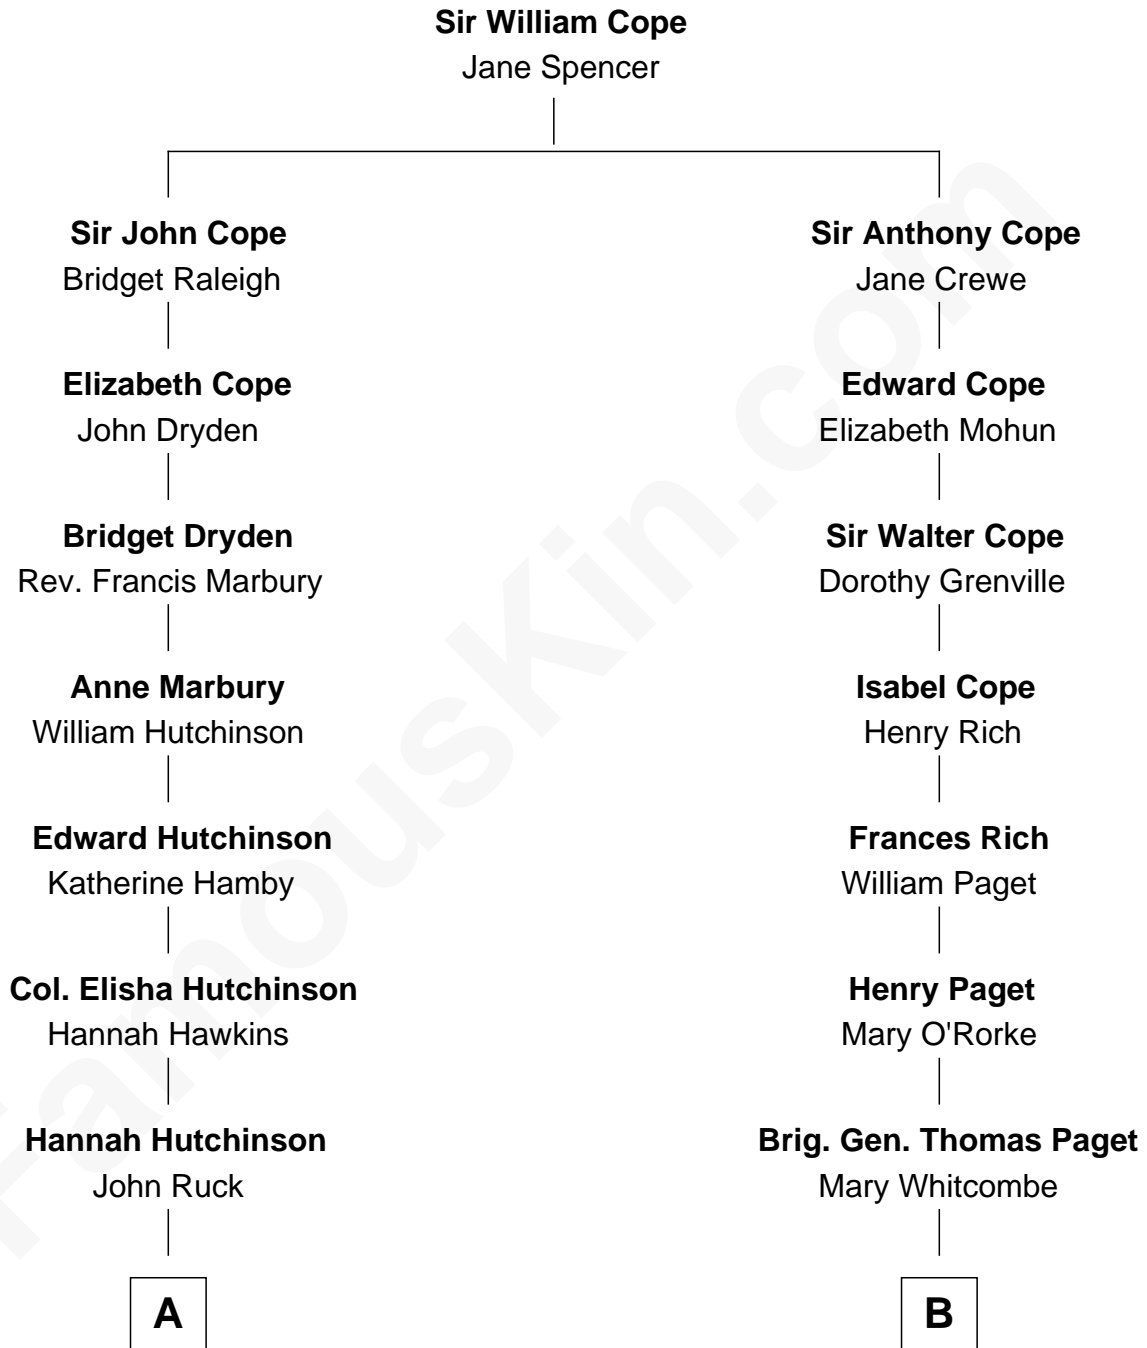 Sir William Cope
Jane Spencer
Sir John Cope
Bridget Raleigh
Sir Anthony Cope
Jane Crewe
Elizabeth Cope
John Dryden
Edward Cope
Elizabeth Mohun
Bridget Dryden
Rev. Francis Marbury
Sir Walter Cope
Dorothy Grenville
Anne Marbury
William Hutchinson
Isabel Cope
Henry Rich
Edward Hutchinson
Katherine Hamby
Frances Rich
William Paget
Col. Elisha Hutchinson
Hannah Hawkins
Henry Paget
Mary O'Rorke
Hannah Hutchinson
John Ruck
Brig. Gen. Thomas Paget
Mary Whitcombe
A
B
FamousKin.com